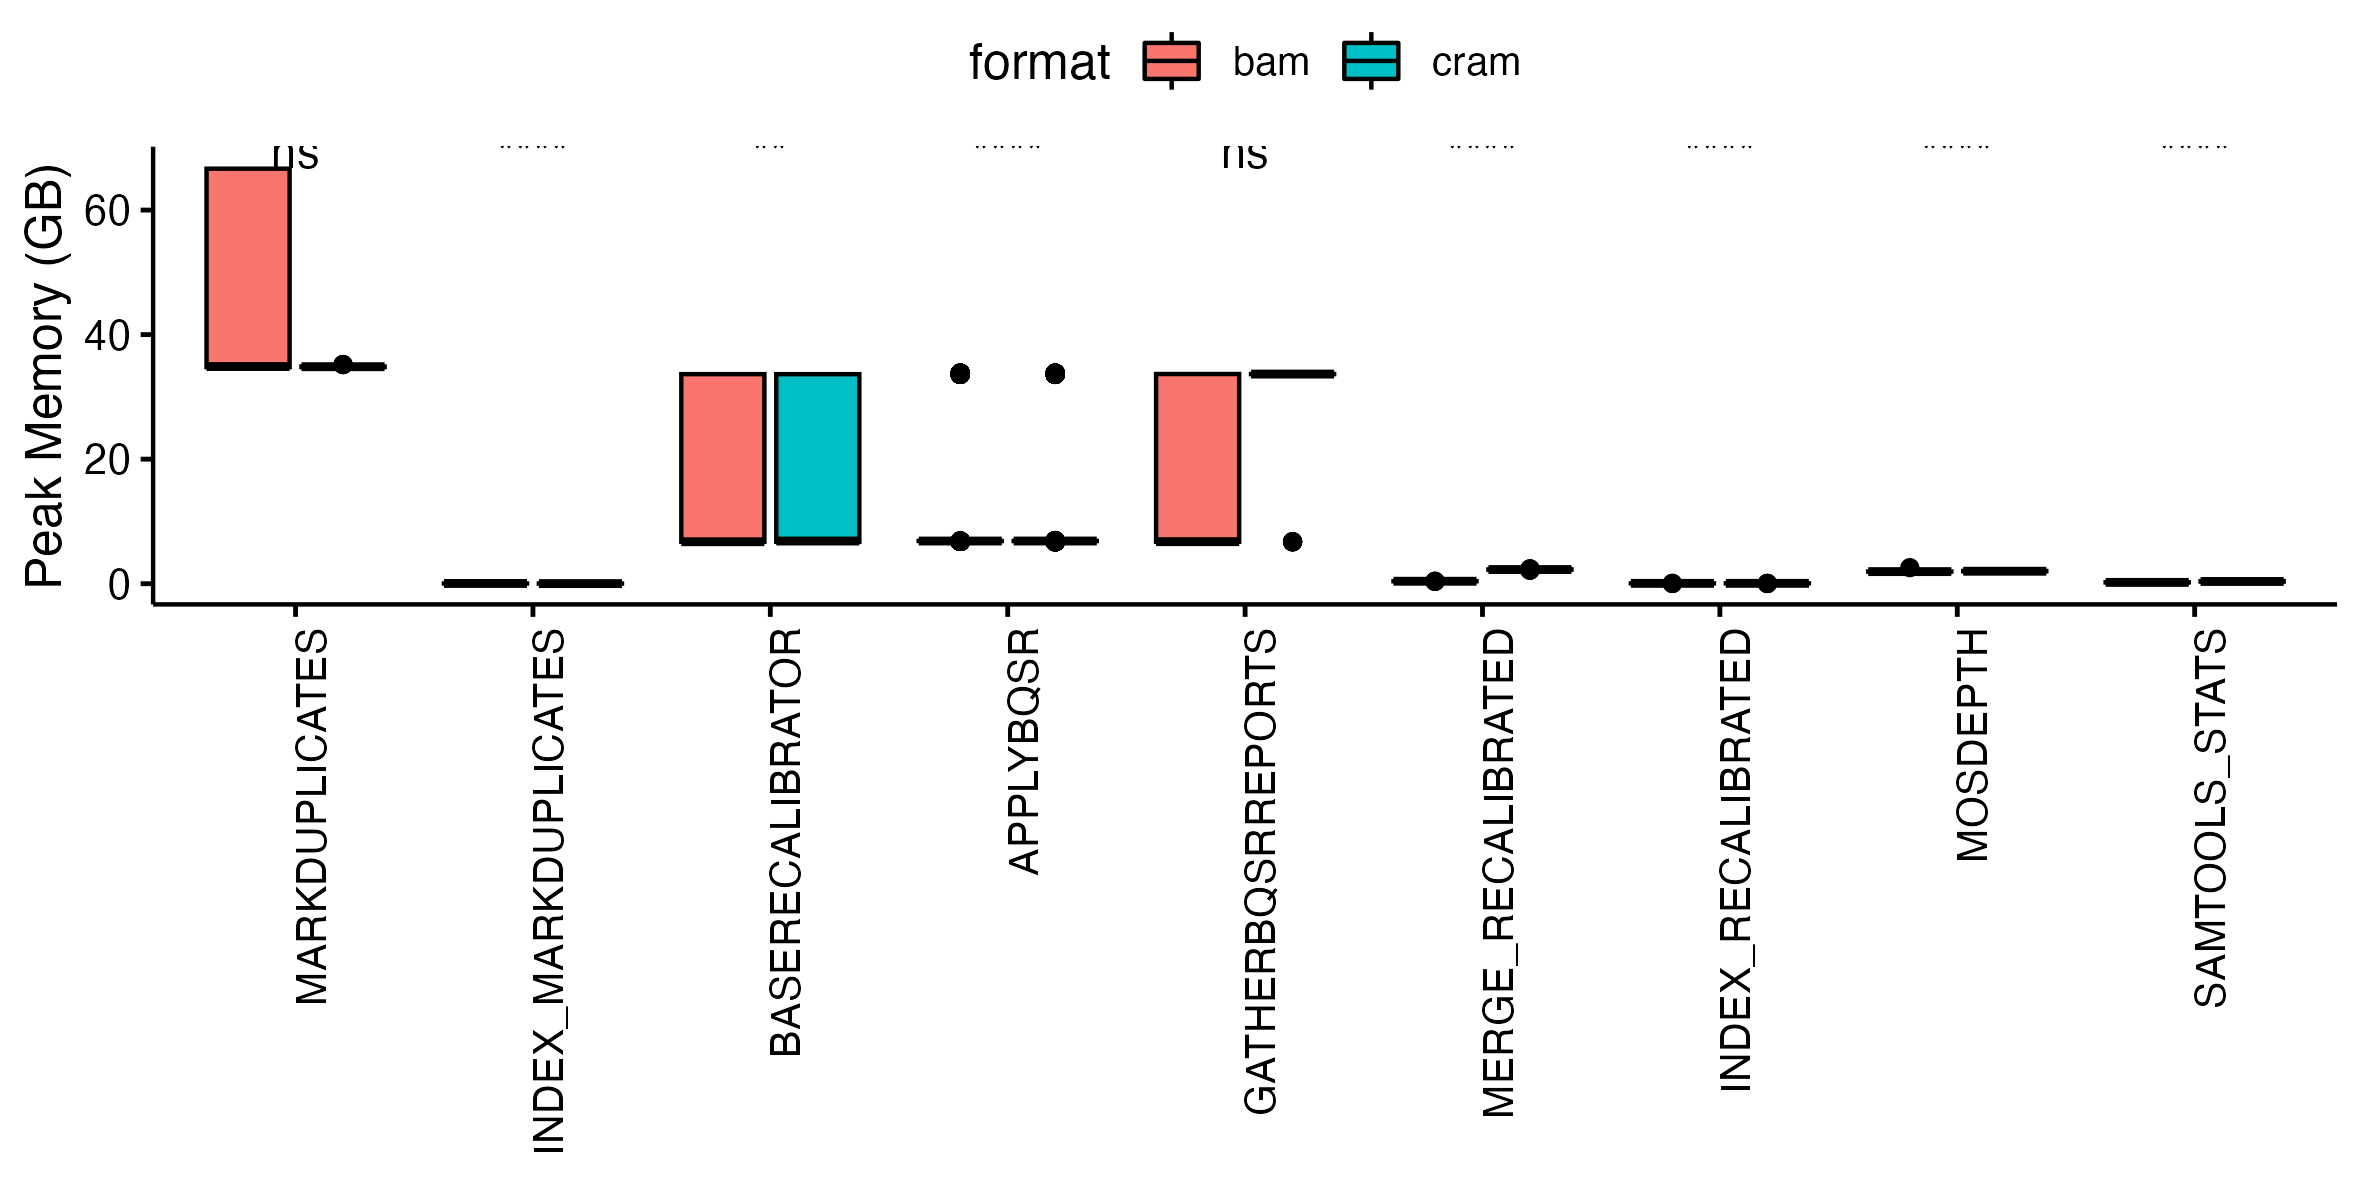 format bam cram
ns **** ** **** ns **** **** **** ****
Peak Memory (GB)
60
40
20
0
MARKDUPLICATES
INDEX_MARKDUPLICATES
BASERECALIBRATOR
APPLYBQSR
GATHERBQSRREPORTS
MERGE_RECALIBRATED
INDEX_RECALIBRATED
MOSDEPTH
SAMTOOLS_STATS